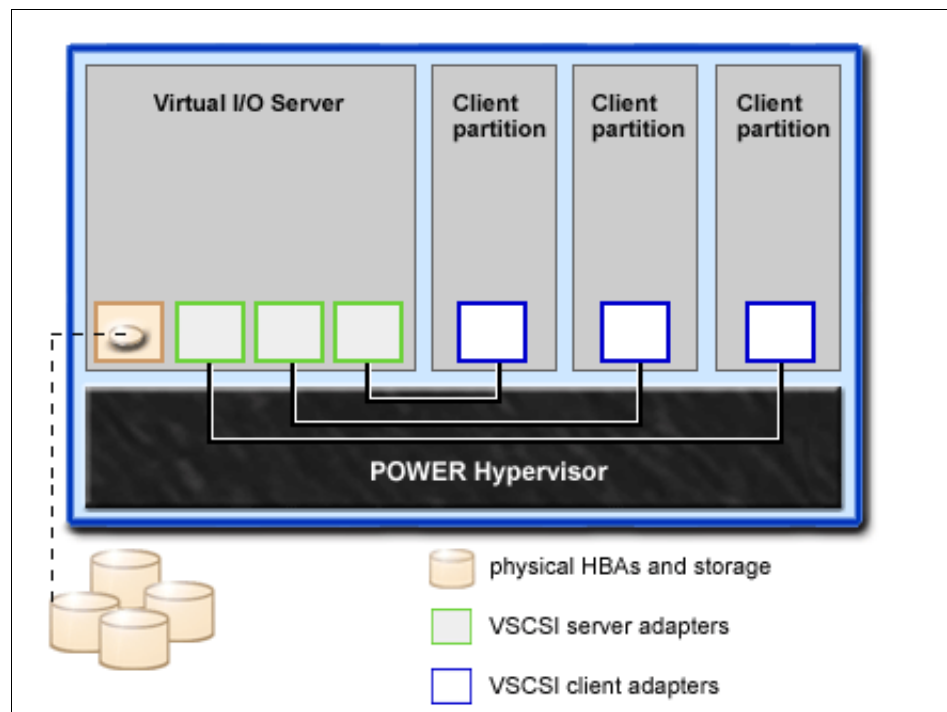 Virtual I/O Server
Client
partition
Client
partition
Client
partition
POWER Hypervisor
physical HBAs and storage
VSCSI server adapters
VSCSI client adapters